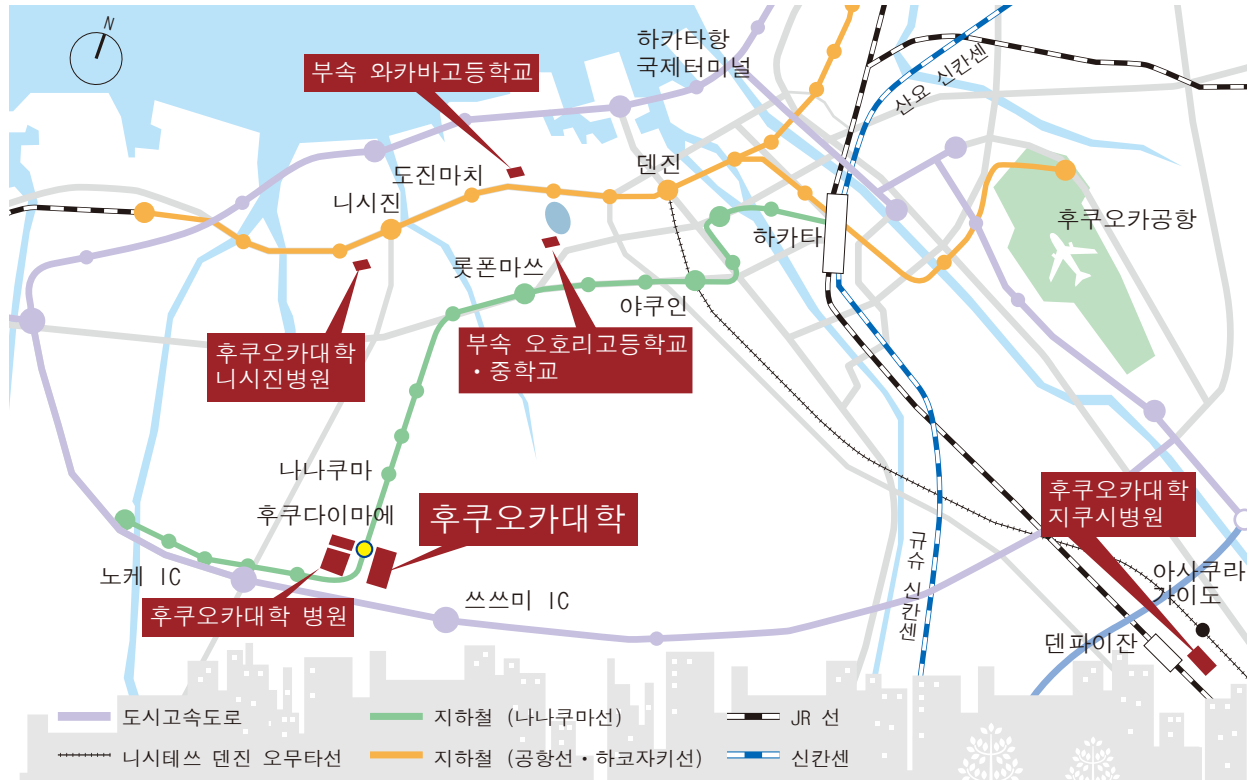 N
하카타항
국제터미널
부속 와카바고등학교
산요 신칸센
도진마치
덴진
니시진
하카타
후쿠오카공항
롯폰마쓰
야쿠인
후쿠오카대학
니시진병원
부속 오호리고등학교
・중학교
나나쿠마
후쿠다이마에
후쿠오카대학
후쿠오카대학
지쿠시병원
노케 IC
쓰쓰미 IC
규슈 신칸센
아사쿠라
가이도
후쿠오카대학 병원
덴파이잔
도시고속도로
지하철 (나나쿠마선)
JR 선
니시테쓰 덴진 오무타선
지하철 (공항선・하코자키선)
신칸센